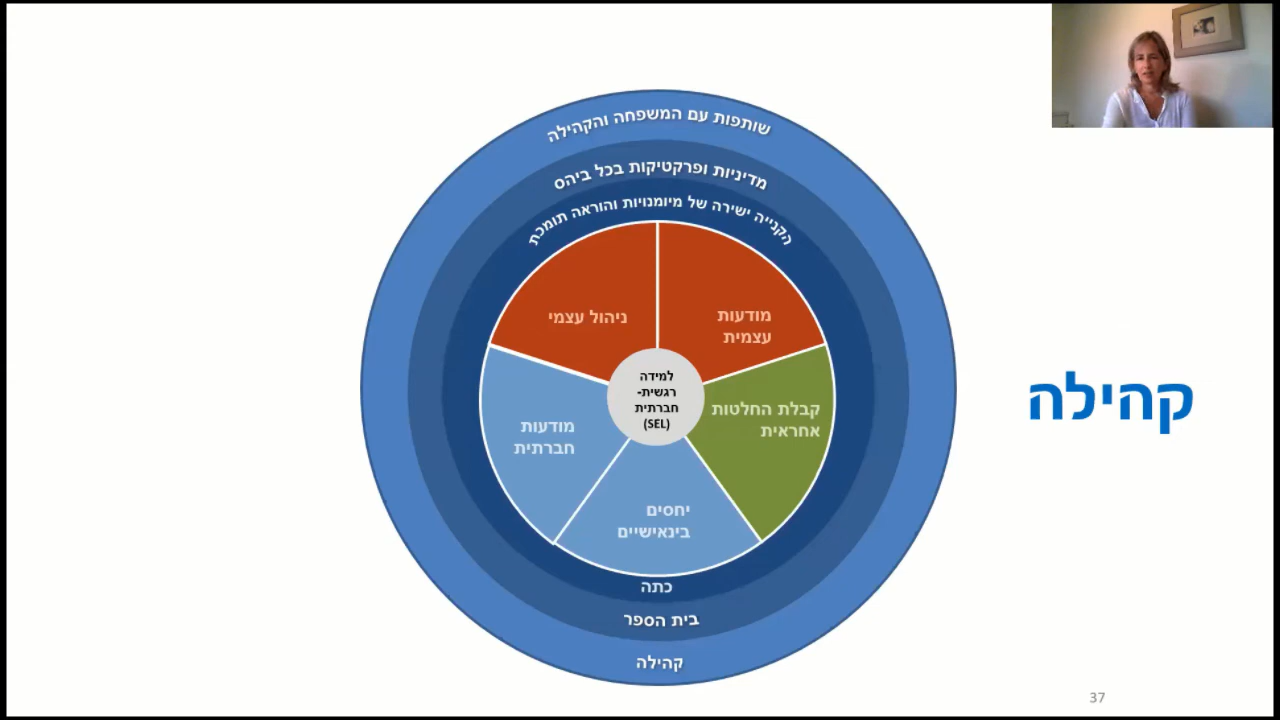 שותפות עם המשפחה והקהילה
מדיניות ופרקטיקות בכל ביהס
הקנייה ישירה של מיומנויות והוראה תומכת
מודעות
עצמית
ניהול עצמי
למידה
רגשית-
חברתית
(SEL)
קבלת החלטות
אחראית
מודעות
חברתית
יחסים
בינאישיים
כתה
בית הספר
קהילה
קהילה
37